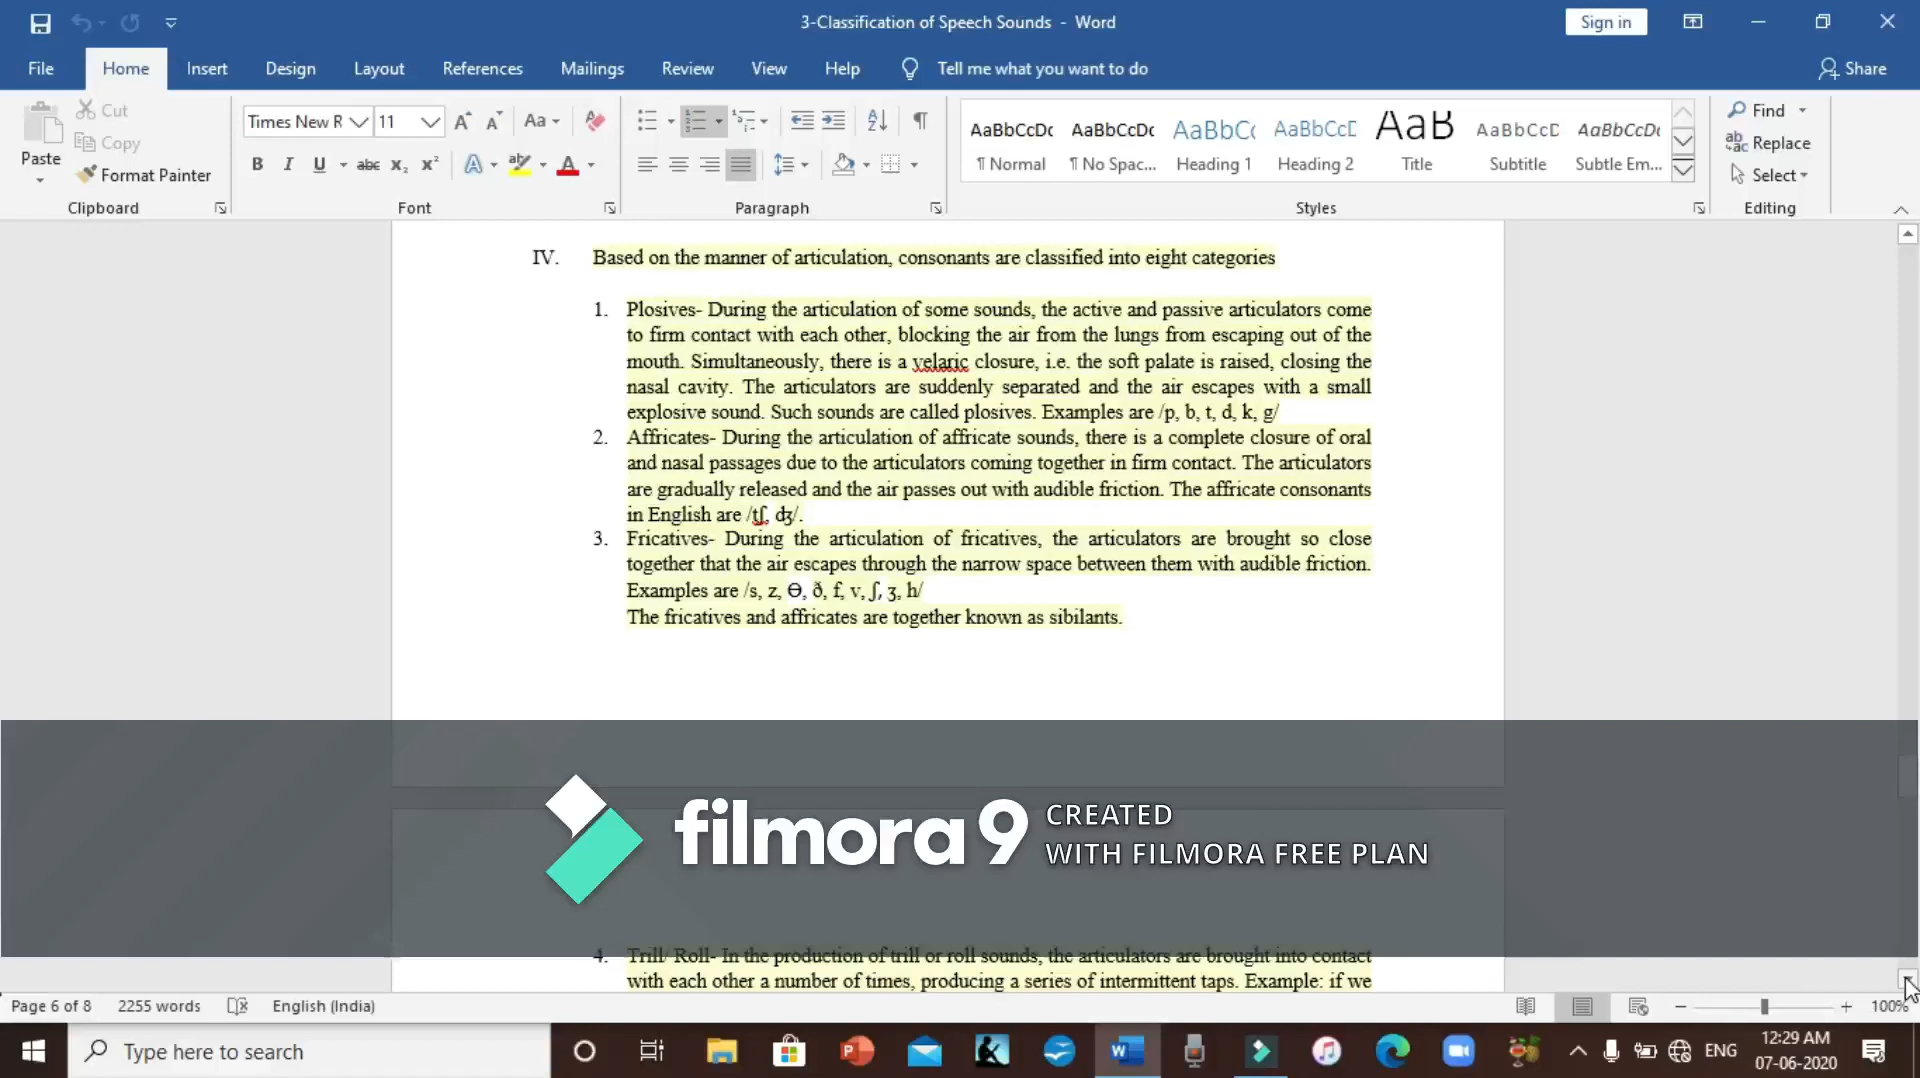 3-Classification of Speech Sounds - Word
Sign in
File Home Insert Design Layout References Mailings Review View Help Tell me what you want to do Share
Paste
Cut
Copy
Format Painter
Clipboard
Times New R 11
Aa
B I U abc x₂ x²
A ab A
Font
Paragraph
AaBbCcDc AaBbCcDc AaBbC( AaBbCcD AaB AaBbCcD AaBbCcDc
¶ Normal ¶ No Spac... Heading 1 Heading 2 Title Subtitle Subtle Em...
Styles
Find
Replace
Select
Editing
IV. Based on the manner of articulation, consonants are classified into eight categories
1. Plosives- During the articulation of some sounds, the active and passive articulators come
to firm contact with each other, blocking the air from the lungs from escaping out of the
mouth. Simultaneously, there is a velaric closure, i.e. the soft palate is raised, closing the
nasal cavity. The articulators are suddenly separated and the air escapes with a small
explosive sound. Such sounds are called plosives. Examples are /p, b, t, d, k, g/
2. Affricates- During the articulation of affricate sounds, there is a complete closure of oral
and nasal passages due to the articulators coming together in firm contact. The articulators
are gradually released and the air passes out with audible friction. The affricate consonants
in English are /tʃ, dʒ/.
3. Fricatives- During the articulation of fricatives, the articulators are brought so close
together that the air escapes through the narrow space between them with audible friction.
Examples are /s, z, Ɵ, ð, f, v, ʃ, ʒ, h/
The fricatives and affricates are together known as sibilants.
filmora9
CREATED
WITH FILMORA FREE PLAN
4. Trill/ Roll- In the production of trill or roll sounds, the articulators are brought into contact
with each other a number of times, producing a series of intermittent taps. Example: if we
Page 6 of 8 2255 words English (India) 100%
Type here to search
ENG
12:29 AM
07-06-2020